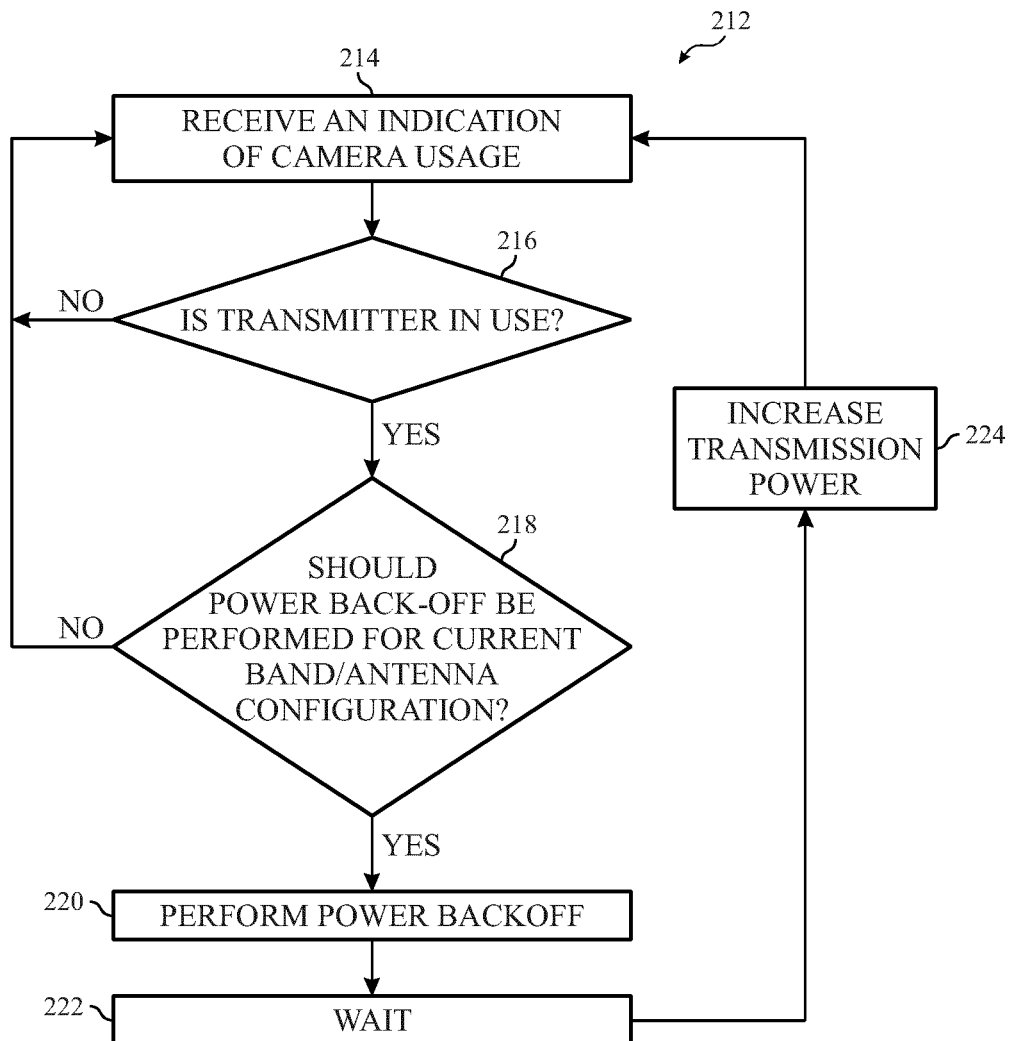 212
214
RECEIVE AN INDICATION
OF CAMERA USAGE
216
NO
IS TRANSMITTER IN USE?
YES
INCREASE
TRANSMISSION
POWER
224
218
SHOULD
POWER BACK-OFF BE
PERFORMED FOR CURRENT
BAND/ANTENNA
CONFIGURATION?
NO
YES
220
PERFORM POWER BACKOFF
222
WAIT